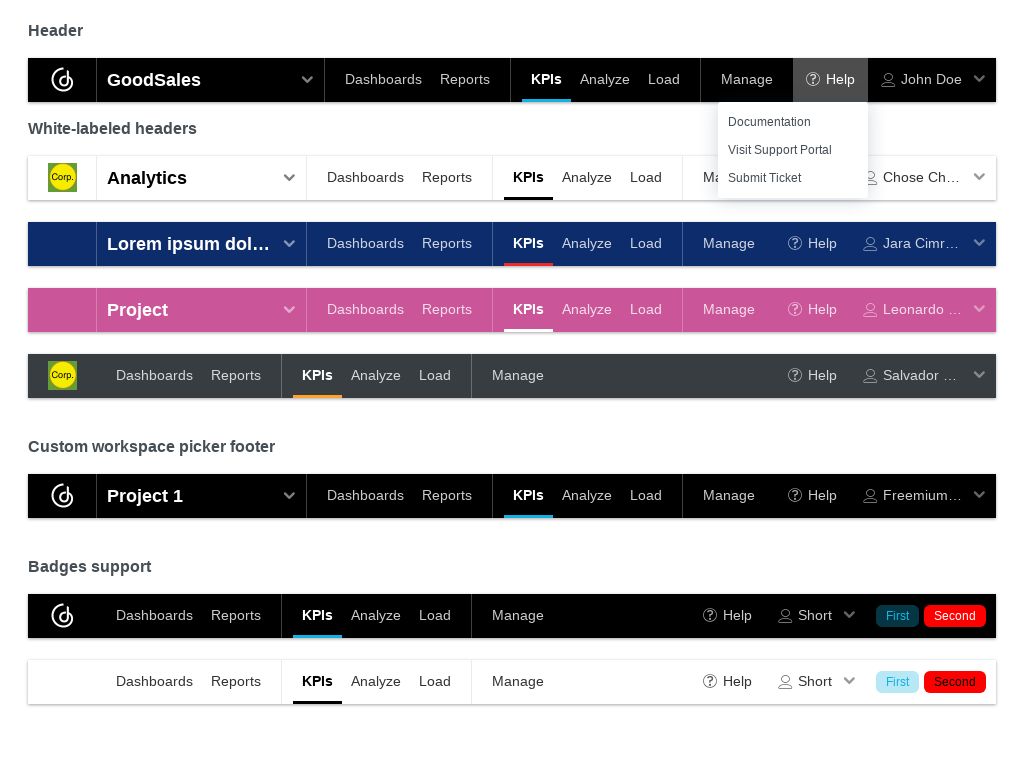 Header
GoodSales Dashboards Reports KPIs Analyze Load Manage Help John Doe
Documentation
Visit Support Portal
Submit Ticket
White-labeled headers
Corp. Analytics Dashboards Reports KPIs Analyze Load Chose Ch…
Lorem ipsum dol… Dashboards Reports KPIs Analyze Load Manage Help Jara Cimr…
Project Dashboards Reports KPIs Analyze Load Manage Help Leonardo …
Corp. Dashboards Reports KPIs Analyze Load Manage Help Salvador …
Custom workspace picker footer
Project 1 Dashboards Reports KPIs Analyze Load Manage Help Freemium…
Badges support
Dashboards Reports KPIs Analyze Load Manage Help Short First Second
Dashboards Reports KPIs Analyze Load Manage Help Short First Second